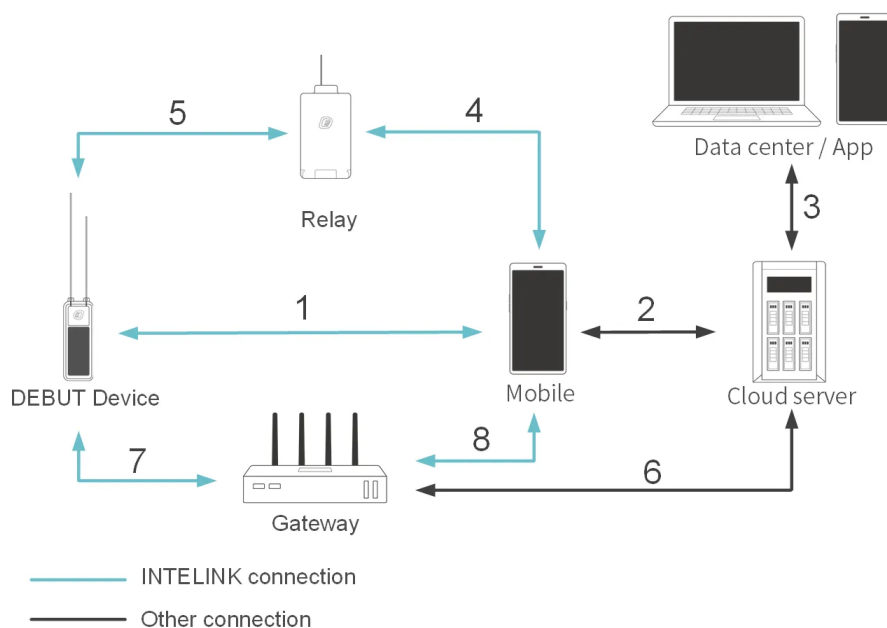 5
4
Relay
Data center / App
3
1
2
DEBUT Device
Mobile
Cloud server
7
8
6
Gateway
INTELINK connection
Other connection